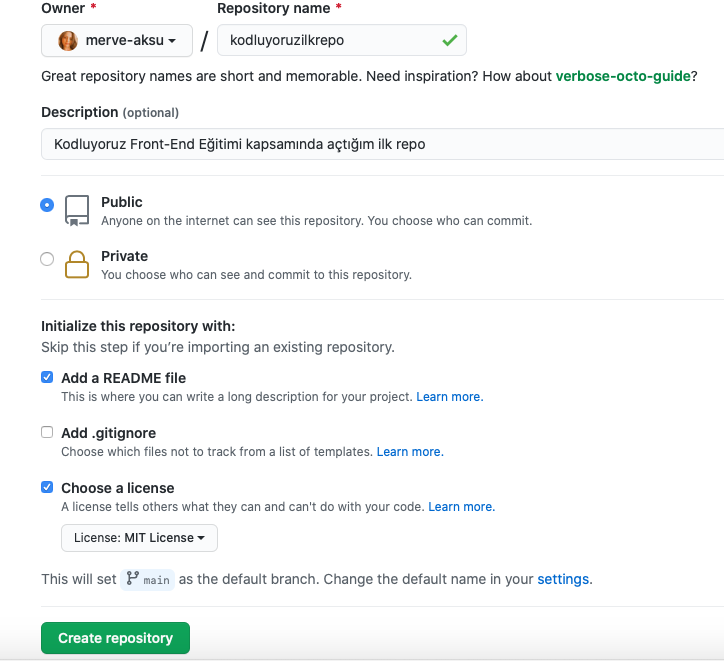 Owner * Repository name *
merve-aksu / kodluyoruzilkrepo
Great repository names are short and memorable. Need inspiration? How about verbose-octo-guide?
Description (optional)
Kodluyoruz Front-End Eğitimi kapsamında açtığım ilk repo
Public
Anyone on the internet can see this repository. You choose who can commit.
Private
You choose who can see and commit to this repository.
Initialize this repository with:
Skip this step if you’re importing an existing repository.
Add a README file
This is where you can write a long description for your project. Learn more.
Add .gitignore
Choose which files not to track from a list of templates. Learn more.
Choose a license
A license tells others what they can and can't do with your code. Learn more.
License: MIT License
This will set main as the default branch. Change the default name in your settings.
Create repository